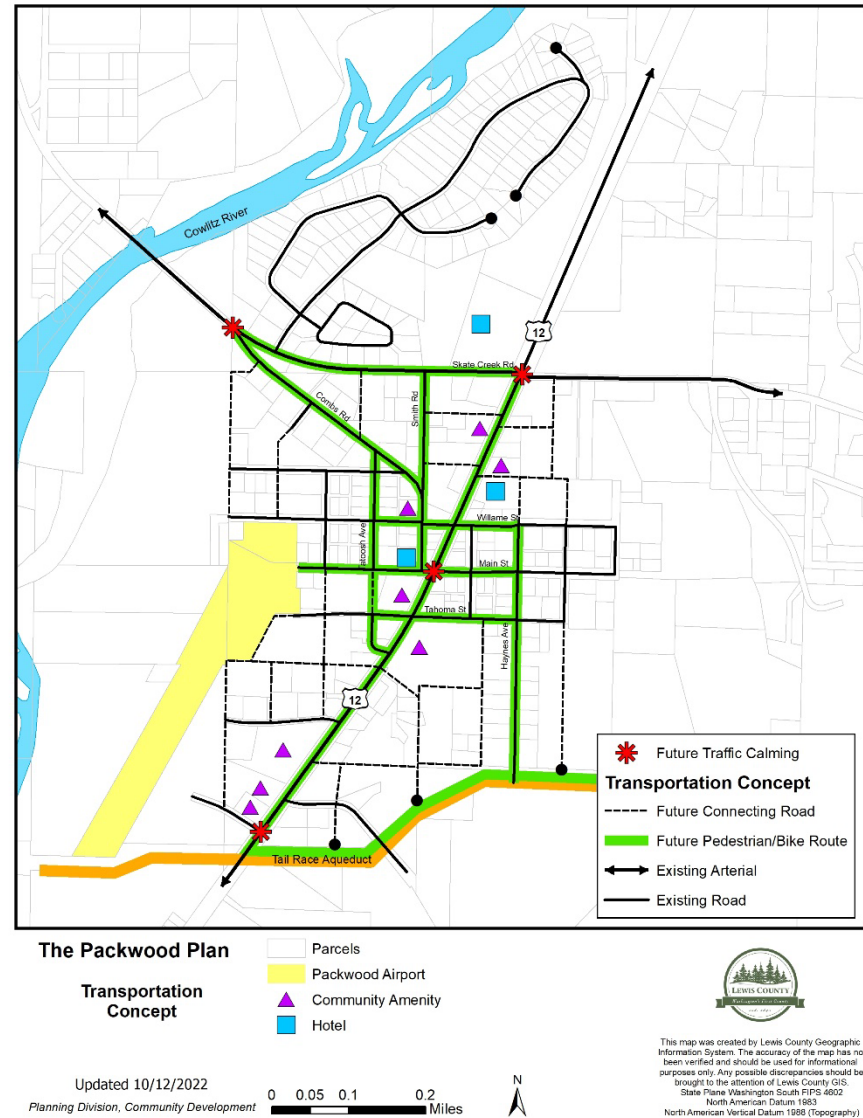 Cowlitz River
12
Skate Creek Rd
Combs Rd
Smith Rd
Willame St
Tatoosh Ave
Main St
Tahoma St
Haynes Ave
12
Tail Race Aqueduct
Future Traffic Calming
Transportation Concept
Future Connecting Road
Future Pedestrian/Bike Route
Existing Arterial
Existing Road
The Packwood Plan
Transportation
Concept
Parcels
Packwood Airport
Community Amenity
Hotel
LEWIS COUNTY
Updated 10/12/2022
Planning Division, Community Development
0 0.05 0.1 0.2
Miles
N
This map was created by Lewis County Geographic
Information System. The accuracy of the map has no
been verified and should be used for informational
purposes only. Any possible discrepancies should be
brought to the attention of Lewis County GIS.
State Plane Washington South FIPS 4602
North American Datum 1983
North American Vertical Datum 1988 (Topography)